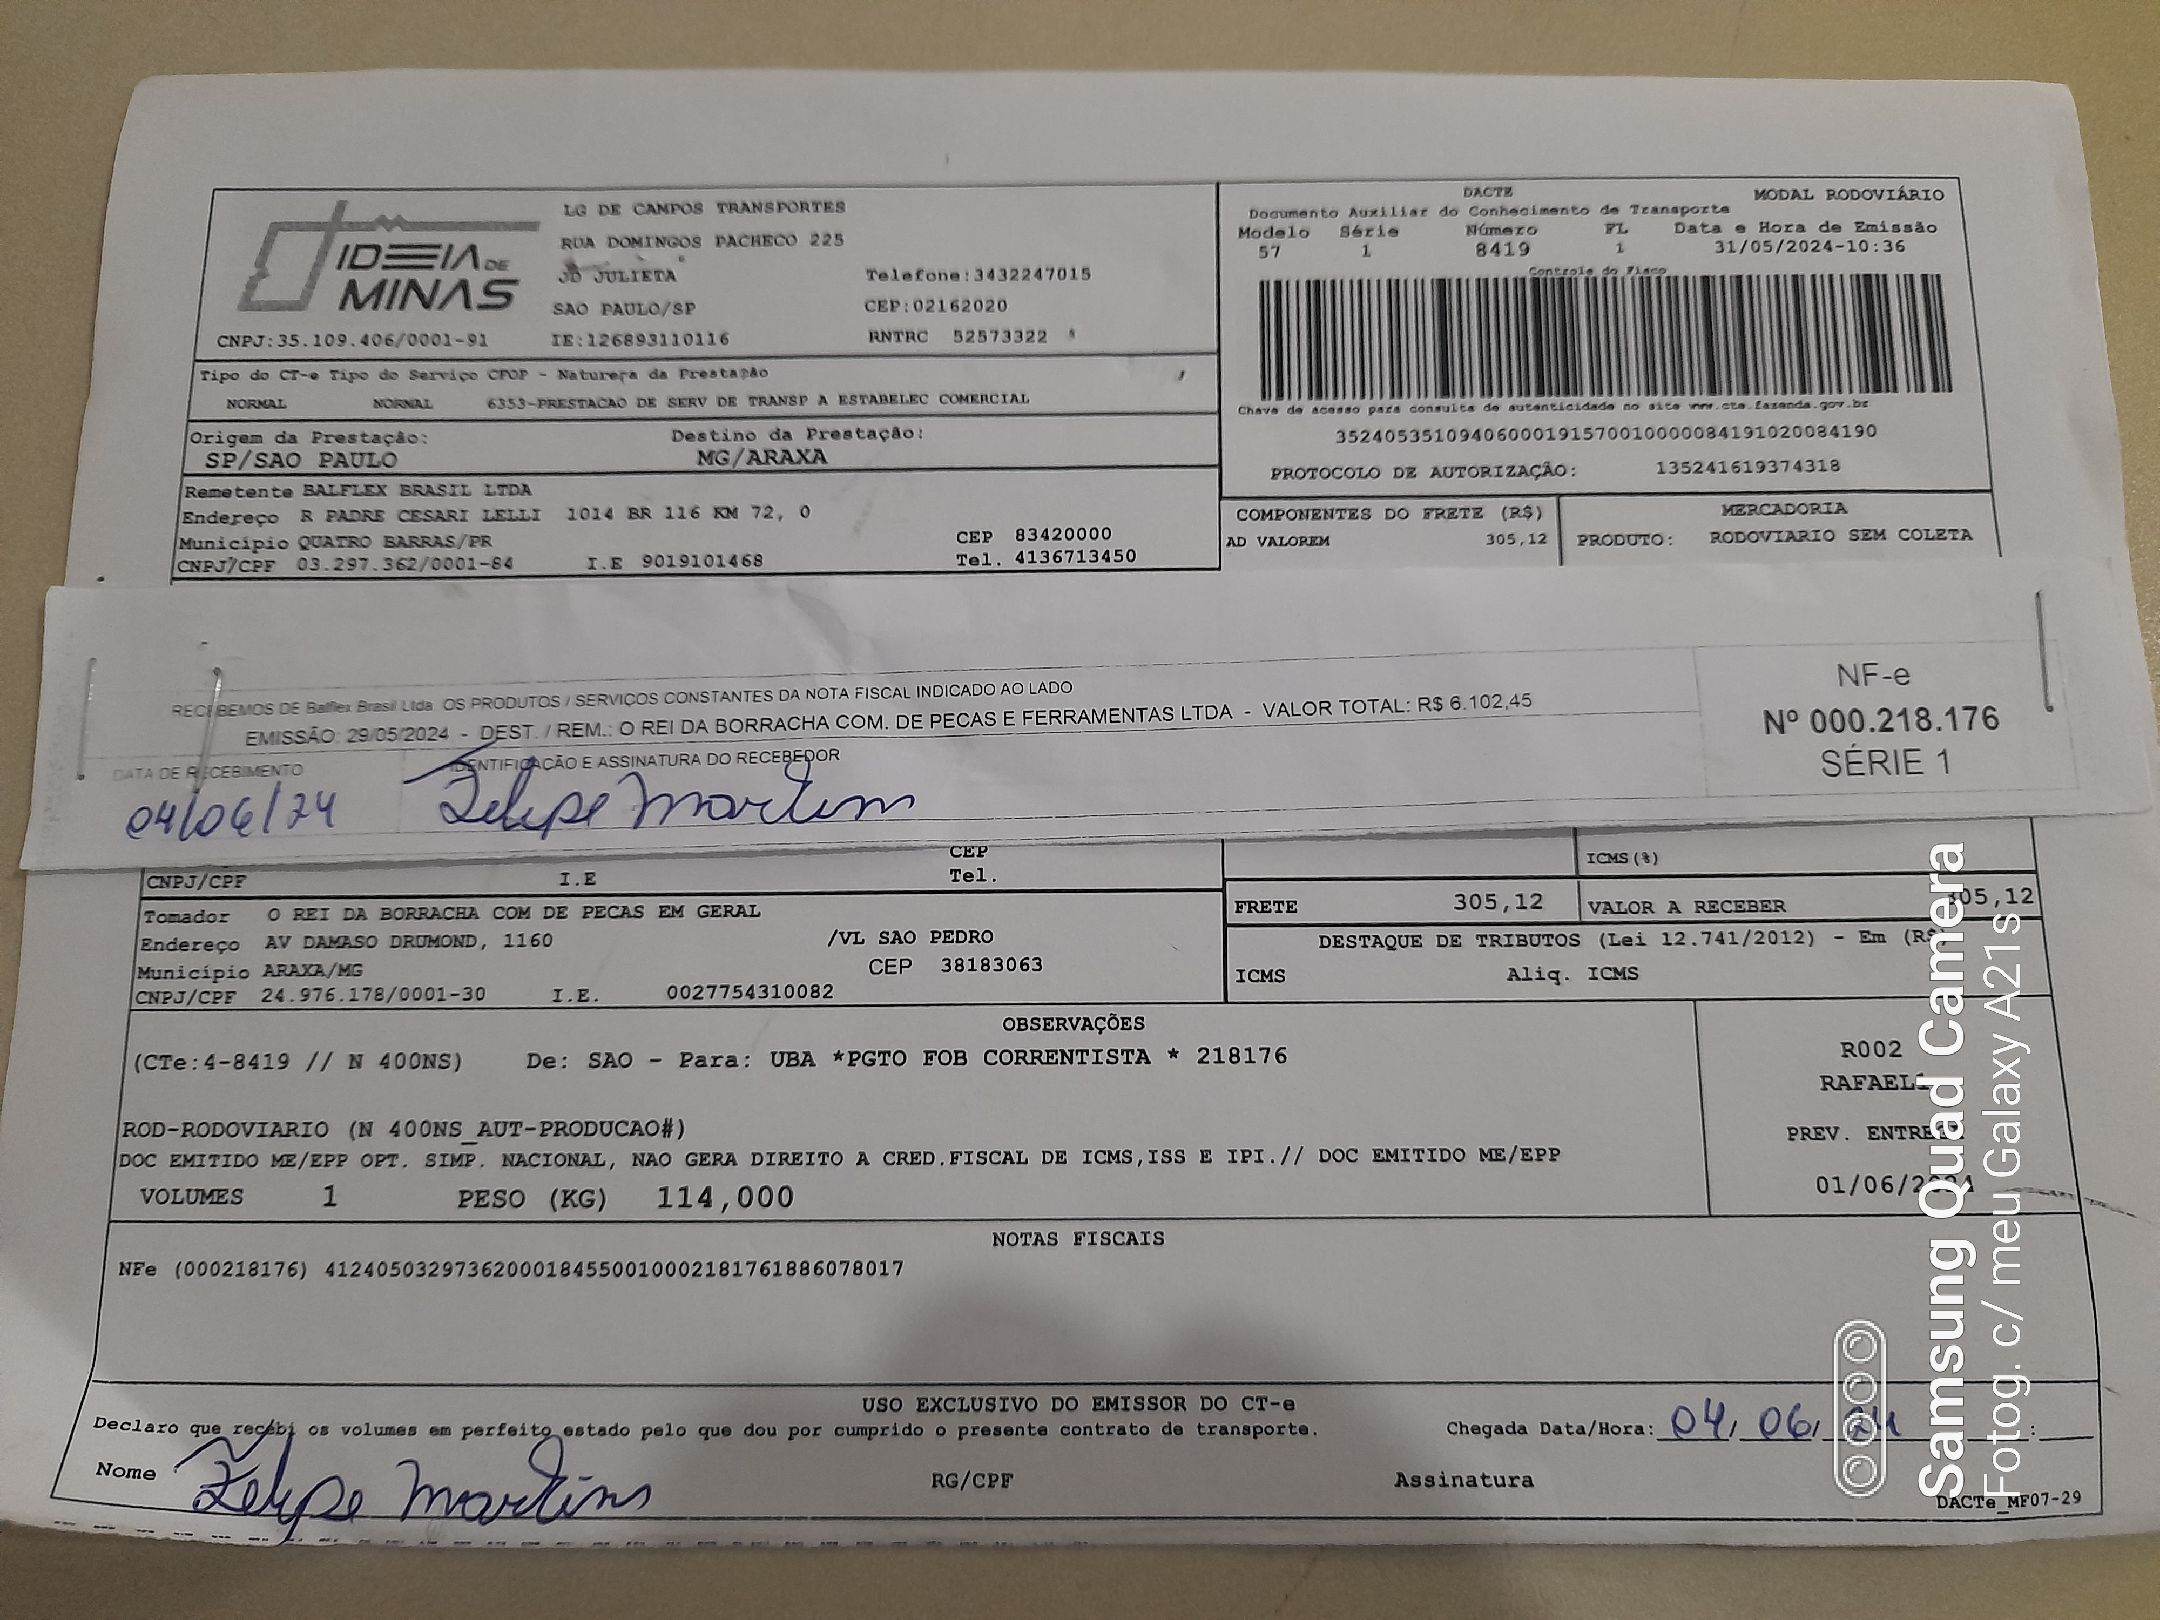 IDEIA DE
MINAS
LG DE CAMPOS TRANSPORTES
RUA DOMINGOS PACHECO 225
JD JULIETA Telefone:3432247015
SAO PAULO/SP CEP:02162020
CNPJ:35.109.406/0001-91 IE:126893110116 RNTRC 52573322
DACTE MODAL RODOVIÁRIO
Documento Auxiliar do Conhecimento de Transporte
Modelo Série Número FL Data e Hora de Emissão
57 1 8419 1 31/05/2024-10:36
Controle do Fisco
Chave de acesso para consulta de autenticidade no site www.cte.fazenda.gov.br
35240535109406000191570010000084191020084190
PROTOCOLO DE AUTORIZAÇÃO: 135241619374318
Tipo do CT-e Tipo do Serviço CFOP - Natureza da Prestação
NORMAL NORMAL 6353-PRESTACAO DE SERV DE TRANSP A ESTABELEC COMERCIAL
Origem da Prestação: Destino da Prestação:
SP/SAO PAULO MG/ARAXA
Remetente BALFLEX BRASIL LTDA
Endereço R PADRE CESARI LELLI 1014 BR 116 KM 72, 0
Município QUATRO BARRAS/PR CEP 83420000
CNPJ/CPF 03.297.362/0001-84 I.E 9019101468 Tel. 4136713450
COMPONENTES DO FRETE (R$) MERCADORIA
AD VALOREM 305,12 PRODUTO: RODOVIARIO SEM COLETA
RECEBEMOS DE Balflex Brasil Ltda. OS PRODUTOS / SERVIÇOS CONSTANTES DA NOTA FISCAL INDICADO AO LADO
EMISSÃO: 29/05/2024 - DEST. / REM.: O REI DA BORRACHA COM. DE PECAS E FERRAMENTAS LTDA - VALOR TOTAL: R$ 6.102,45
DATA DE RECEBIMENTO IDENTIFICAÇÃO E ASSINATURA DO RECEBEDOR
04/06/24 Felipe Martins
NF-e
Nº 000.218.176
SÉRIE 1
CEP
CNPJ/CPF I.E Tel.
ICMS(%)
FRETE 305,12 VALOR A RECEBER 305,12
Tomador O REI DA BORRACHA COM DE PECAS EM GERAL
Endereço AV DAMASO DRUMOND, 1160 /VL SAO PEDRO
Município ARAXA/MG CEP 38183063
CNPJ/CPF 24.976.178/0001-30 I.E. 0027754310082
DESTAQUE DE TRIBUTOS (Lei 12.741/2012) - Em (R$)
ICMS Aliq. ICMS
OBSERVAÇÕES
(CTe:4-8419 // N 400NS) De: SAO - Para: UBA *PGTO FOB CORRENTISTA * 218176
ROD-RODOVIARIO (N 400NS_AUT-PRODUCAO#)
DOC EMITIDO ME/EPP OPT. SIMP. NACIONAL, NAO GERA DIREITO A CRED.FISCAL DE ICMS,ISS E IPI.// DOC EMITIDO ME/EPP
VOLUMES 1 PESO (KG) 114,000
R002
RAFAEL1
PREV. ENTREGA
01/06/2024
NOTAS FISCAIS
NFe (000218176) 41240503297362000184550010002181761886078017
USO EXCLUSIVO DO EMISSOR DO CT-e
Declaro que recebi os volumes em perfeito estado pelo que dou por cumprido o presente contrato de transporte. Chegada Data/Hora: 04/06/24 :
Nome Felipe Martins RG/CPF Assinatura
DACTe_MF07-29
Samsung Quad Camera
Fotog. c/ meu Galaxy A21s